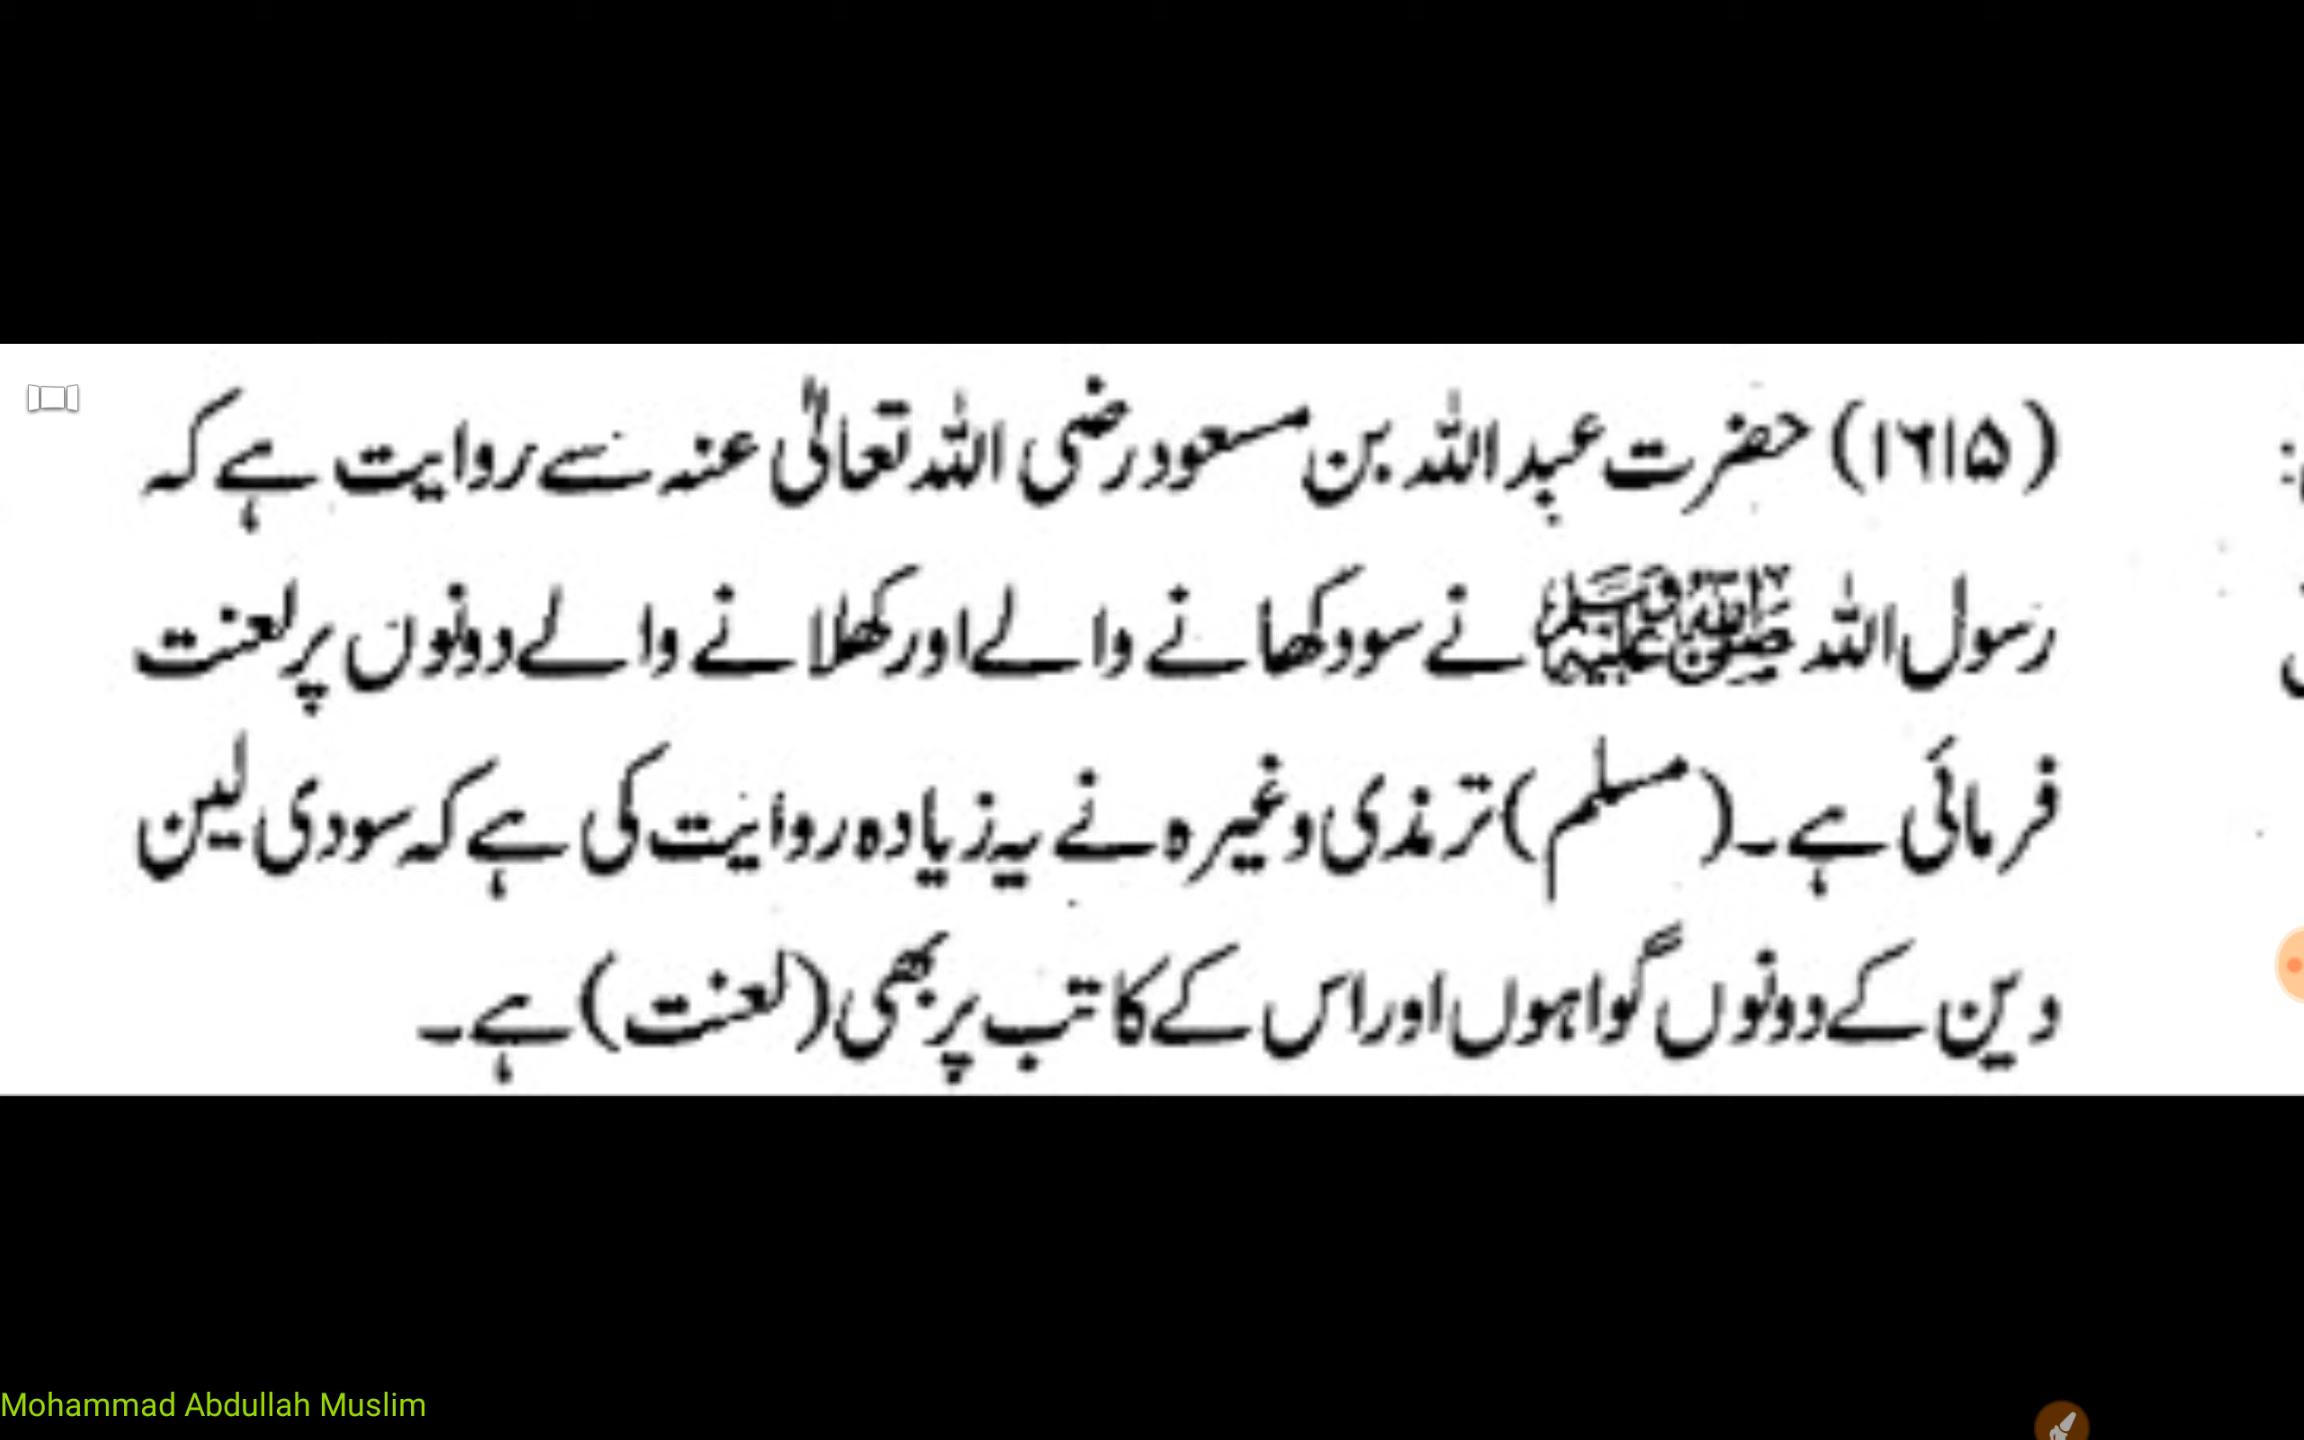 (۱۶۱۵) حضرت عبداللہ بن مسعود رضی اللہ تعالٰی عنہ سے روایت ہے کہ
رسول اللہ ﷺ نے سود کھانے والے اور کھلانے والے دونوں پر لعنت
فرمائی ہے۔ (مسلم) ترمذی وغیرہ نے یہ زیادہ روایت کی ہے کہ سودی لین
دین کے دونوں گواہوں اور اس کے کاتب پر بھی (لعنت) ہے۔
Mohammad Abdullah Muslim